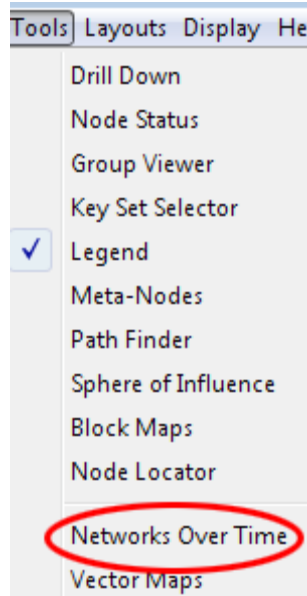 Tools Layouts Display He
Drill Down
Node Status
Group Viewer
Key Set Selector
Legend
Meta-Nodes
Path Finder
Sphere of Influence
Block Maps
Node Locator
Networks Over Time
Vector Maps